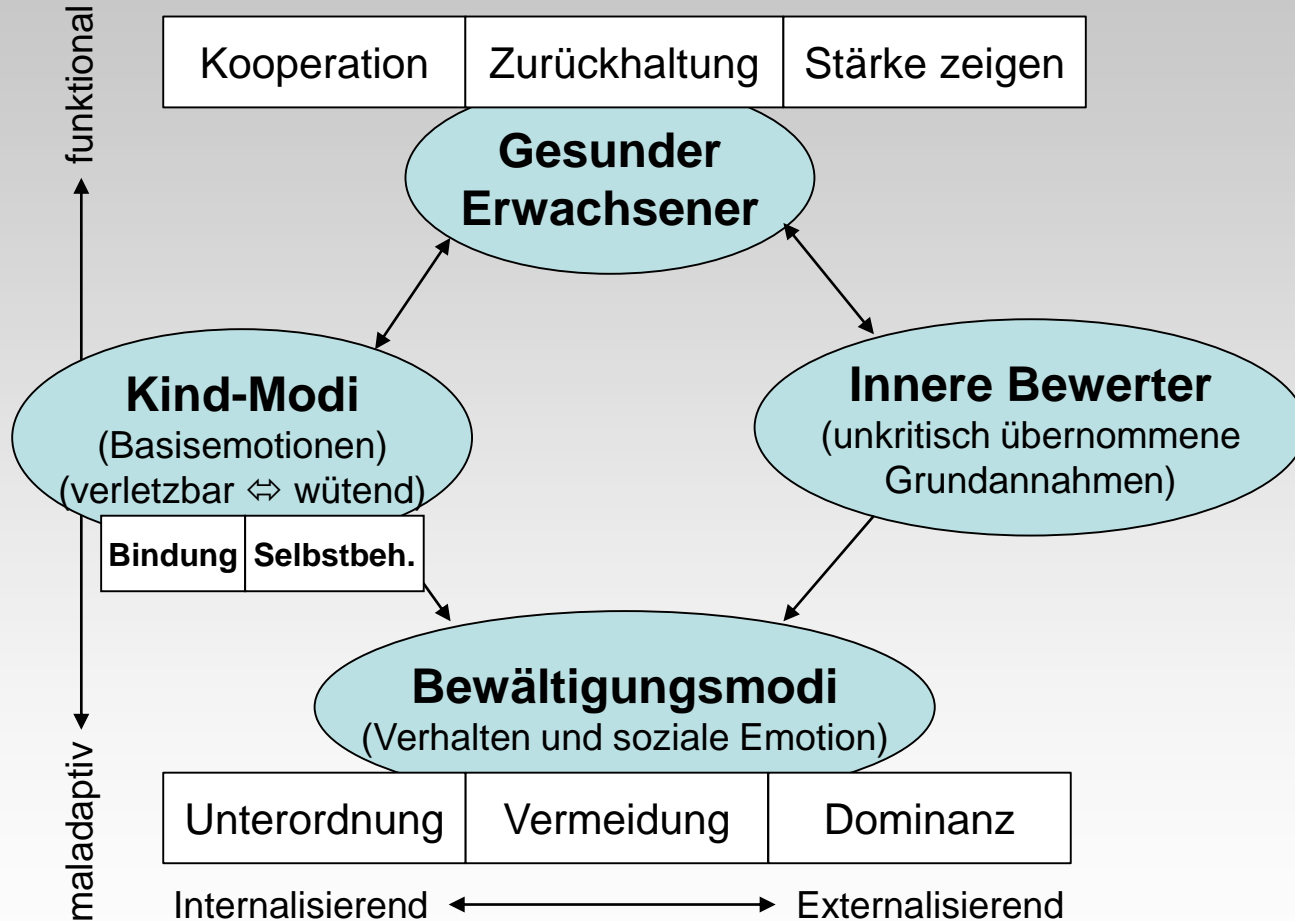 funktional
Kooperation Zurückhaltung Stärke zeigen
Gesunder
Erwachsener
Kind-Modi
(Basisemotionen)
(verletzbar ⇔ wütend)
Bindung Selbstbeh.
Innere Bewerter
(unkritisch übernommene
Grundannahmen)
Bewältigungsmodi
(Verhalten und soziale Emotion)
Unterordnung Vermeidung Dominanz
maladaptiv
Internalisierend Externalisierend